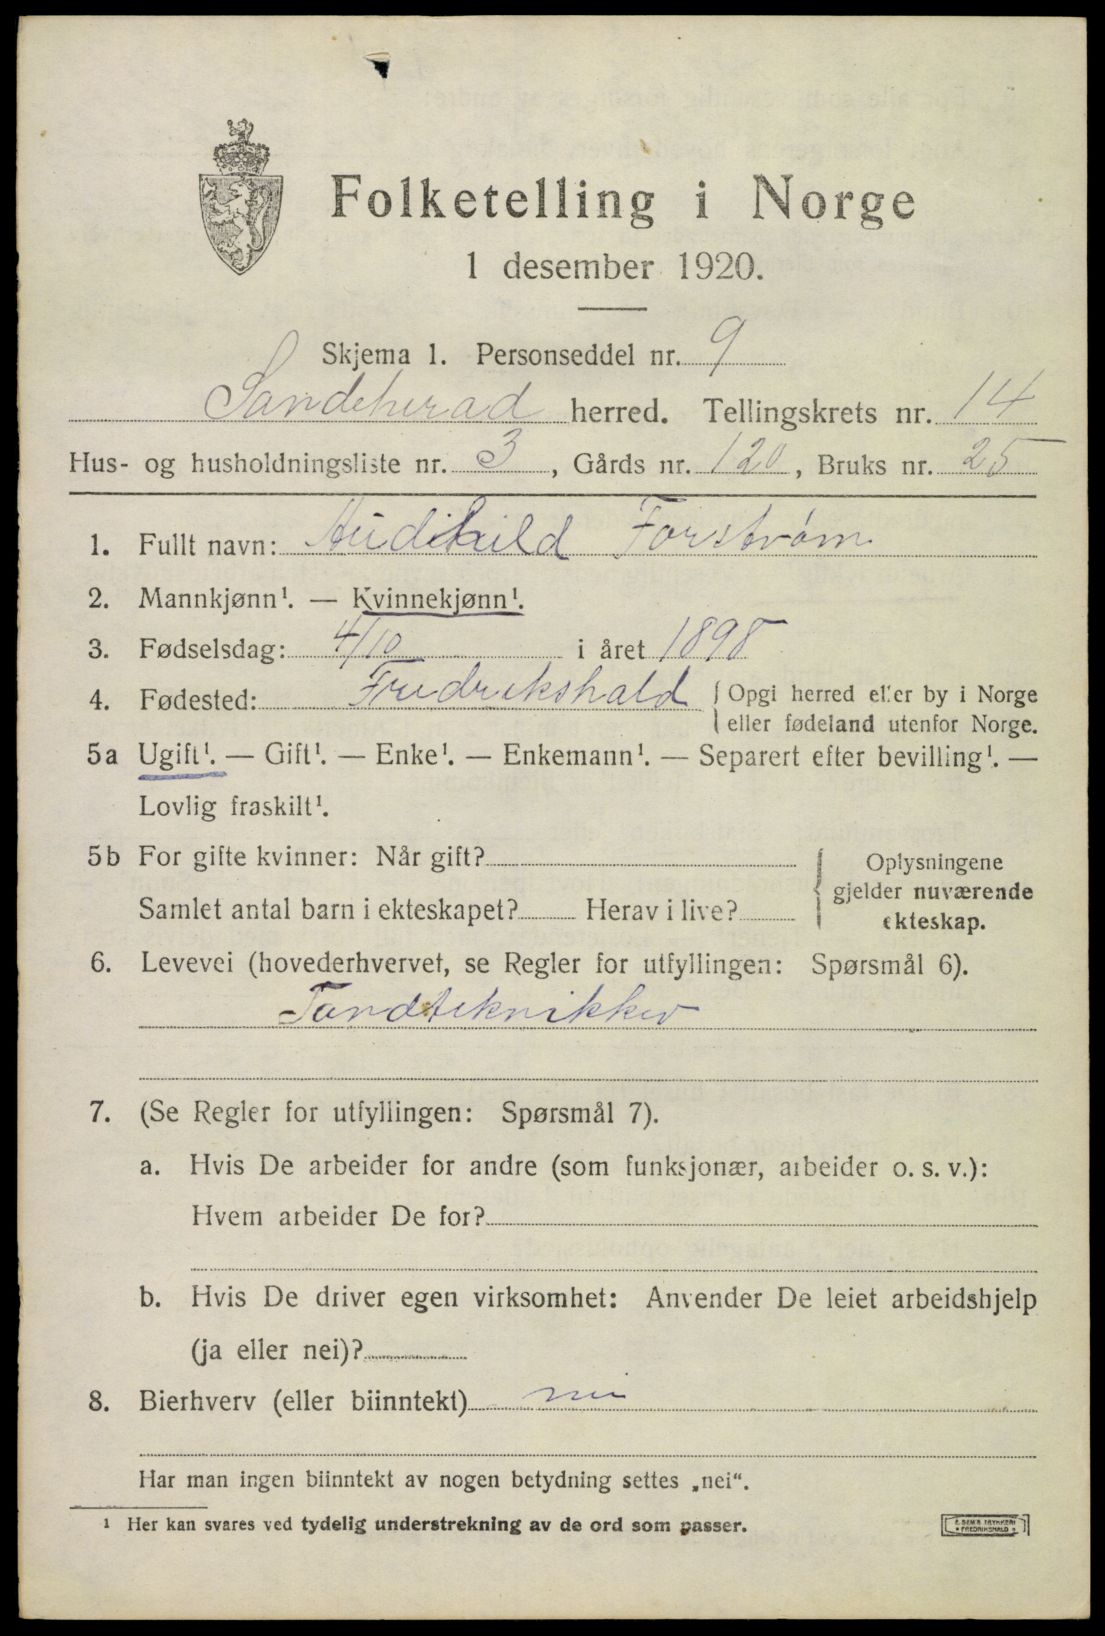 Folketelling i Norge
1 desember 1920.
Skjema 1. Personseddel nr. 9
Sandeherad herred. Tellingskrets nr. 14
Hus- og husholdningsliste nr. 3, Gårds nr. 120, Bruks nr. 25
1. Fullt navn: Forstrøm
2. Mannkjønn¹. — Kvinnekjønn¹.
3. Fødselsdag: 4/10 i året 1898
4. Fødested: Fredrikshald { Opgi herred eller by i Norge
eller fødeland utenfor Norge.
5a Ugift¹. — Gift¹. — Enke¹. — Enkemann¹. — Separert efter bevilling¹. —
Lovlig fraskilt¹.
5b For gifte kvinner: Når gift?
Samlet antal barn i ekteskapet? Herav i live?
{ Oplysningene
gjelder nuværende
ekteskap.
6. Levevei (hovederhvervet, se Regler for utfyllingen: Spørsmål 6).
Tandteknikker
7. (Se Regler for utfyllingen: Spørsmål 7).
a. Hvis De arbeider for andre (som funksjonær, arbeider o. s. v.):
Hvem arbeider De for?
b. Hvis De driver egen virksomhet: Anvender De leiet arbeidshjelp
(ja eller nei)?
8. Bierhverv (eller biinntekt) nei
Har man ingen biinntekt av nogen betydning settes „nei“.
¹ Her kan svares ved tydelig understrekning av de ord som passer.
E. SEM'S TRYKKERI
FREDRIKSHALD